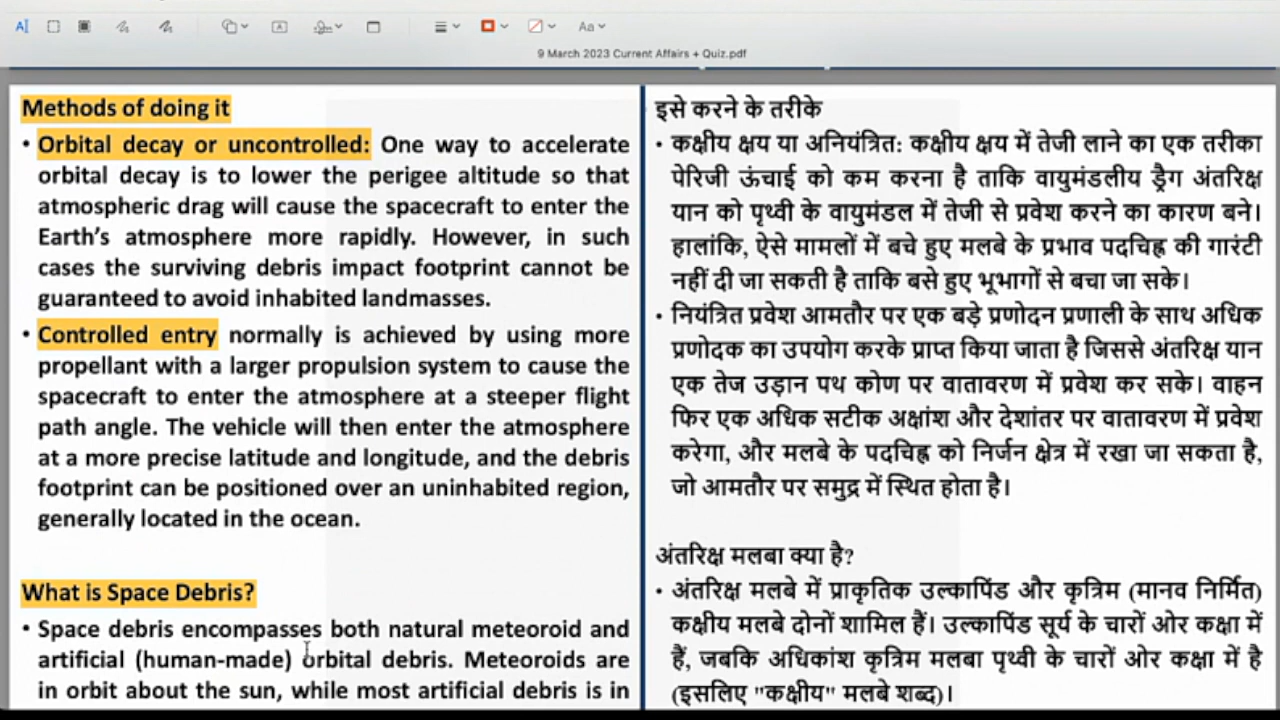 A
A
Aa
9 March 2023 Current Affairs + Quiz.pdf
Methods of doing it
• Orbital decay or uncontrolled: One way to accelerate
orbital decay is to lower the perigee altitude so that
atmospheric drag will cause the spacecraft to enter the
Earth’s atmosphere more rapidly. However, in such
cases the surviving debris impact footprint cannot be
guaranteed to avoid inhabited landmasses.
• Controlled entry normally is achieved by using more
propellant with a larger propulsion system to cause the
spacecraft to enter the atmosphere at a steeper flight
path angle. The vehicle will then enter the atmosphere
at a more precise latitude and longitude, and the debris
footprint can be positioned over an uninhabited region,
generally located in the ocean.
What is Space Debris?
• Space debris encompasses both natural meteoroid and
artificial (human-made) orbital debris. Meteoroids are
in orbit about the sun, while most artificial debris is in
इसे करने के तरीके
• कक्षीय क्षय या अनियंत्रित: कक्षीय क्षय में तेजी लाने का एक तरीका
पेरिजी ऊंचाई को कम करना है ताकि वायुमंडलीय ड्रैग अंतरिक्ष
यान को पृथ्वी के वायुमंडल में तेजी से प्रवेश करने का कारण बने।
हालांकि, ऐसे मामलों में बचे हुए मलबे के प्रभाव पदचिह्न की गारंटी
नहीं दी जा सकती है ताकि बसे हुए भूभागों से बचा जा सके।
• नियंत्रित प्रवेश आमतौर पर एक बड़े प्रणोदन प्रणाली के साथ अधिक
प्रणोदक का उपयोग करके प्राप्त किया जाता है जिससे अंतरिक्ष यान
एक तेज उड़ान पथ कोण पर वातावरण में प्रवेश कर सके। वाहन
फिर एक अधिक सटीक अक्षांश और देशांतर पर वातावरण में प्रवेश
करेगा, और मलबे के पदचिह्न को निर्जन क्षेत्र में रखा जा सकता है,
जो आमतौर पर समुद्र में स्थित होता है।
अंतरिक्ष मलबा क्या है?
• अंतरिक्ष मलबे में प्राकृतिक उल्कापिंड और कृत्रिम (मानव निर्मित)
कक्षीय मलबे दोनों शामिल हैं। उल्कापिंड सूर्य के चारों ओर कक्षा में
हैं, जबकि अधिकांश कृत्रिम मलबा पृथ्वी के चारों ओर कक्षा में है
(इसलिए "कक्षीय" मलबे शब्द)।